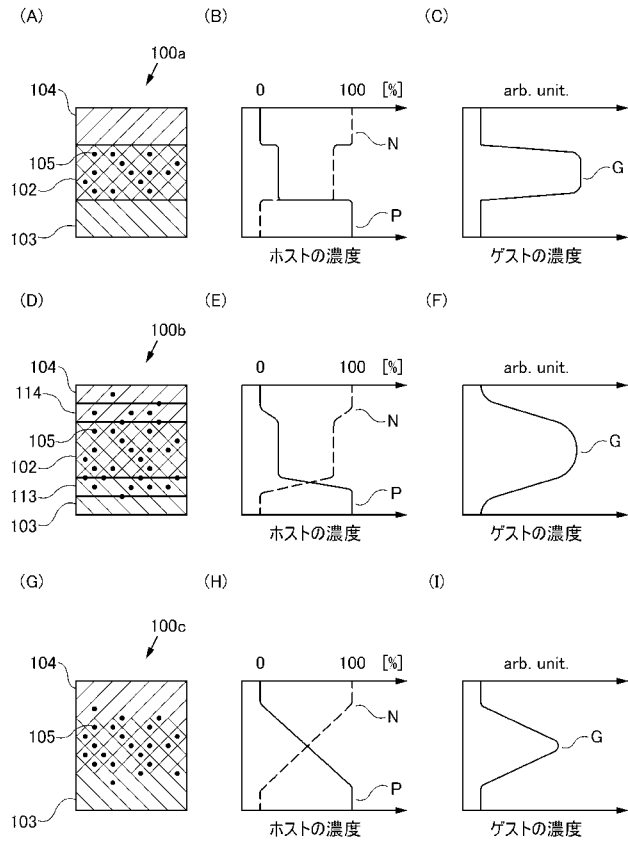 (A) (B) (C)
100a 0 100 [%] arb. unit.
104
N
105
G
102
P
103
ホストの濃度 ゲストの濃度
(D) (E) (F)
100b
0 100 [%] arb. unit.
104
N
114
105
G
102
P
113
103
ホストの濃度 ゲストの濃度
(G) (H) (I)
100c
0 100 [%] arb. unit.
104
N
105
G
P
103
ホストの濃度 ゲストの濃度